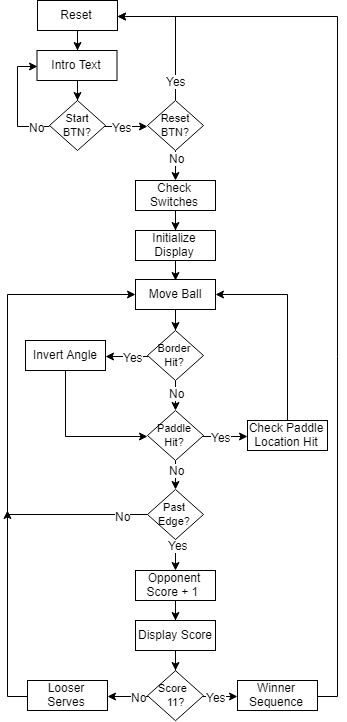 Reset
Intro Text
Start
BTN?
No
Yes
Reset
BTN?
Yes
No
Check
Switches
Initialize
Display
Move Ball
Border
Hit?
Yes
Invert Angle
No
Paddle
Hit?
Yes
Check Paddle
Location Hit
No
Past
Edge?
No
Yes
Opponent
Score + 1
Display Score
Score
11?
No
Looser
Serves
Yes
Winner
Sequence